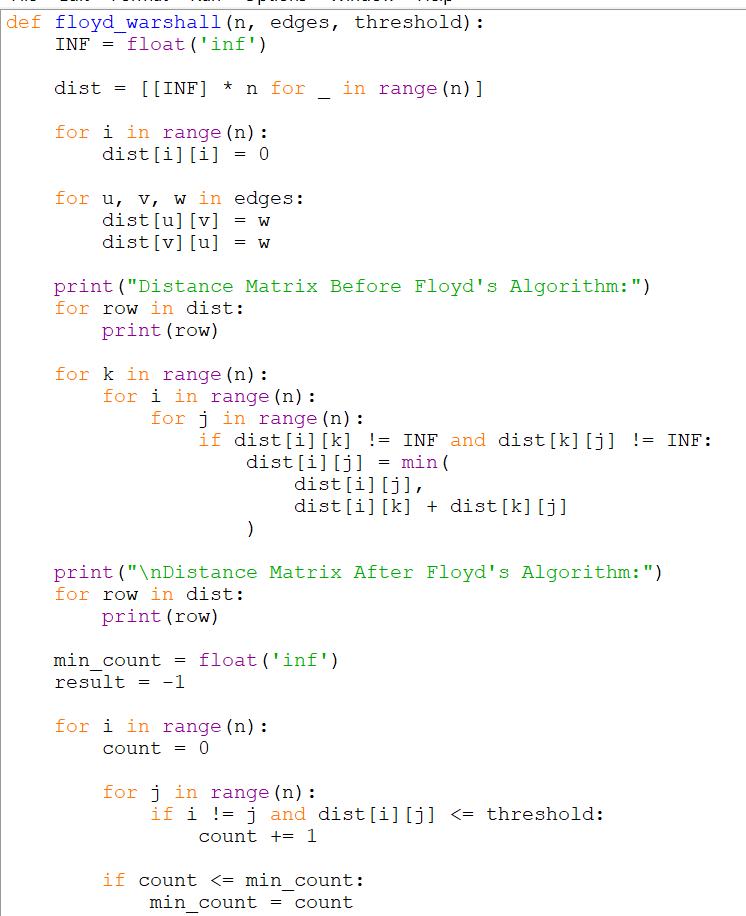 def floyd_warshall(n, edges, threshold):
    INF = float('inf')
    dist = [[INF] * n for _ in range(n)]
    for i in range(n):
        dist[i][i] = 0
    for u, v, w in edges:
        dist[u][v] = w
        dist[v][u] = w
    print("Distance Matrix Before Floyd's Algorithm:")
    for row in dist:
        print(row)
    for k in range(n):
        for i in range(n):
            for j in range(n):
                if dist[i][k] != INF and dist[k][j] != INF:
                    dist[i][j] = min(
                        dist[i][j],
                        dist[i][k] + dist[k][j]
                    )
    print("\nDistance Matrix After Floyd's Algorithm:")
    for row in dist:
        print(row)
    min_count = float('inf')
    result = -1
    for i in range(n):
        count = 0
        for j in range(n):
            if i != j and dist[i][j] <= threshold:
                count += 1
        if count <= min_count:
            min_count = count